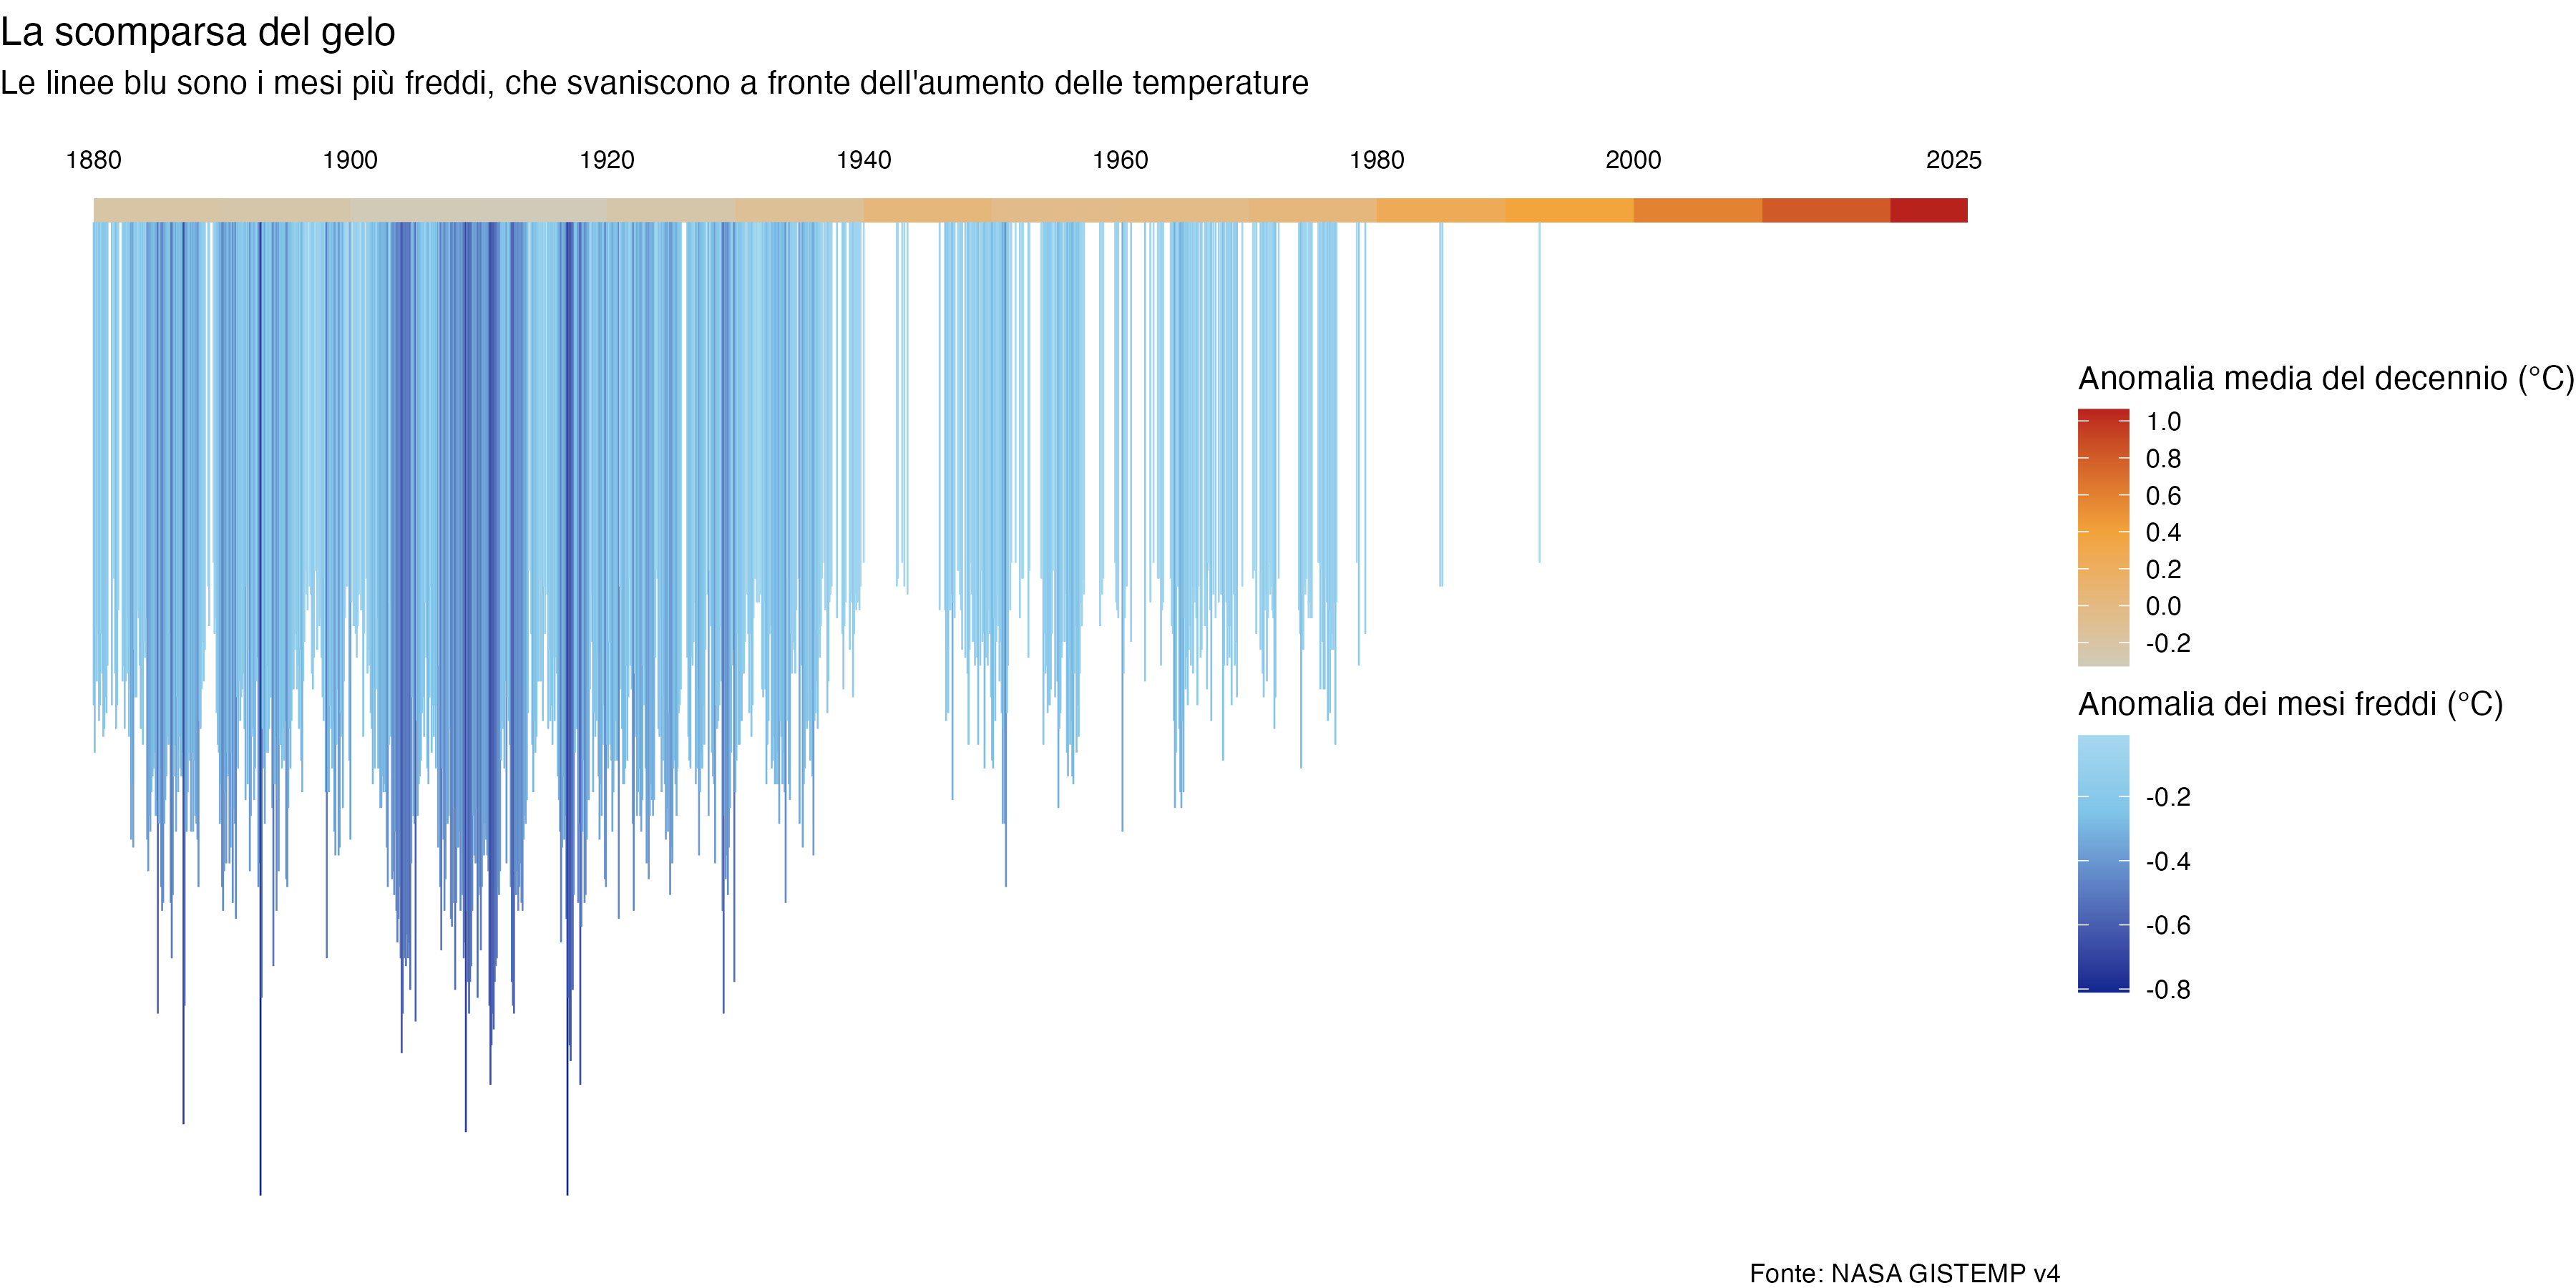 La scomparsa del gelo
Le linee blu sono i mesi più freddi, che svaniscono a fronte dell'aumento delle temperature
1880 1900 1920 1940 1960 1980 2000 2025
Anomalia media del decennio (°C)
1.0
0.8
0.6
0.4
0.2
0.0
-0.2
Anomalia dei mesi freddi (°C)
-0.2
-0.4
-0.6
-0.8
Fonte: NASA GISTEMP v4